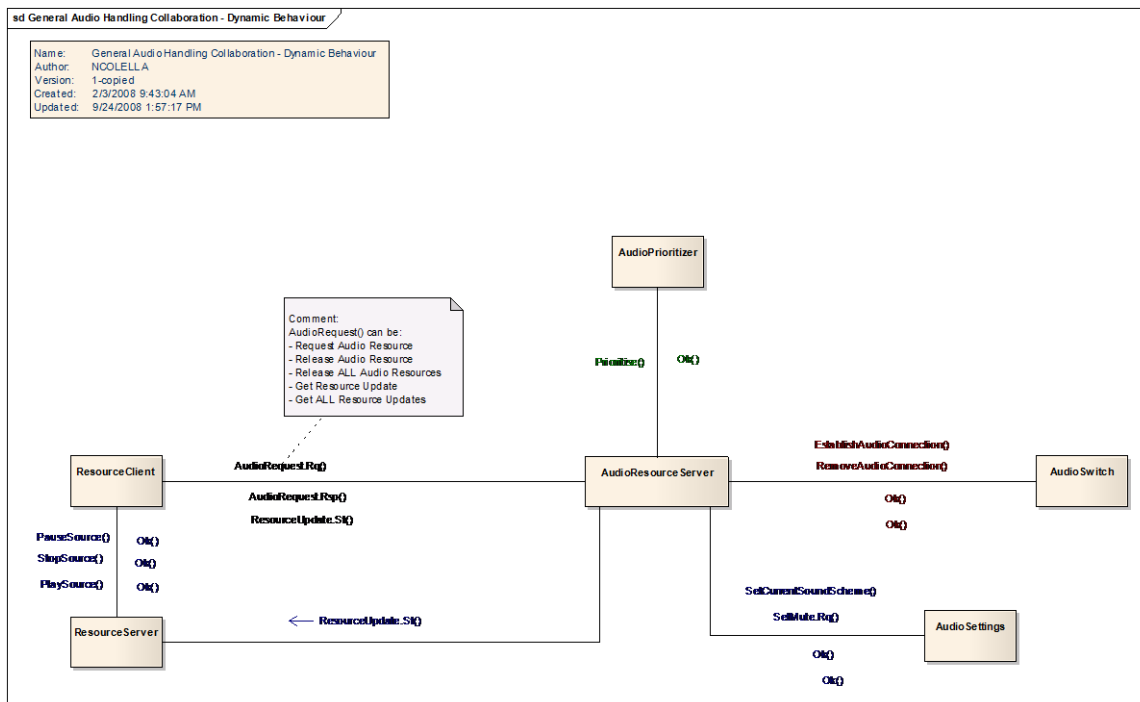 sd General Audio Handling Collaboration - Dynamic Behaviour
Name: General Audio Handling Collaboration - Dynamic Behaviour
Author: NCOLELLA
Version: 1-copied
Created: 2/3/2008 9:43:04 AM
Updated: 9/24/2008 1:57:17 PM
AudioPrioritizer
Comment:
AudioRequest() can be:
- Request Audio Resource
- Release Audio Resource
- Release ALL Audio Resources
- Get Resource Update
- Get ALL Resource Updates
Prioritise()
Ok()
ResourceClient
AudioRequest.Rq()
AudioResourceServer
EstablishAudioConnection()
RemoveAudioConnection()
AudioSwitch
AudioRequest.Rsp()
ResourceUpdate.St()
Ok()
Ok()
PauseSource()
Ok()
StopSource()
Ok()
PlaySource()
Ok()
ResourceServer
ResourceUpdate.St()
SetCurrentSoundScheme()
SetMute.Rq()
AudioSettings
Ok()
Ok()